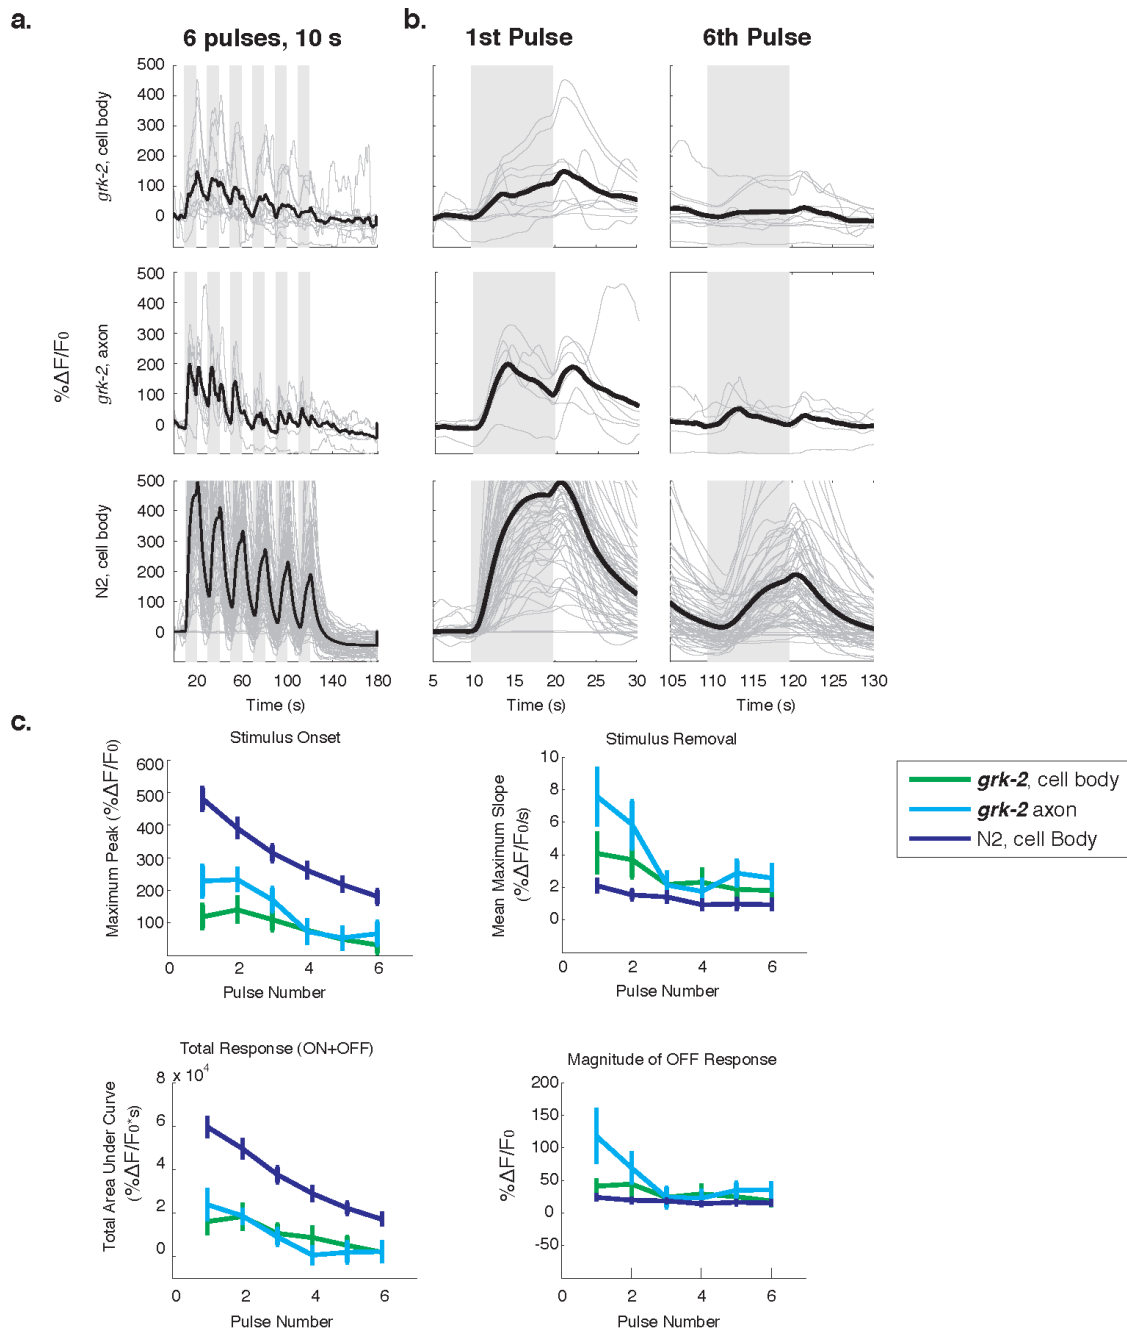 a.
b.
6 pulses, 10 s
1st Pulse
6th Pulse
%ΔF/F0
grk-2, cell body
500
400
300
200
100
0
grk-2, axon
500
400
300
200
100
0
N2, cell body
500
400
300
200
100
0
20 60 100 140 180
Time (s)
5 10 15 20 25 30
Time (s)
105 110 115 120 125 130
Time (s)
c.
Stimulus Onset
Maximum Peak (%ΔF/F0)
600
500
400
300
200
100
0 2 4 6
Pulse Number
Stimulus Removal
Mean Maximum Slope
(%ΔF/F0/s)
10
8
6
4
2
0
0 2 4 6
Pulse Number
grk-2, cell body
grk-2 axon
N2, cell Body
Total Response (ON+OFF)
8 x 10^4
Total Area Under Curve
(%ΔF/F0*s)
6
4
2
0
0 2 4 6
Pulse Number
Magnitude of OFF Response
%ΔF/F0
200
150
100
50
0
-50
0 2 4 6
Pulse Number